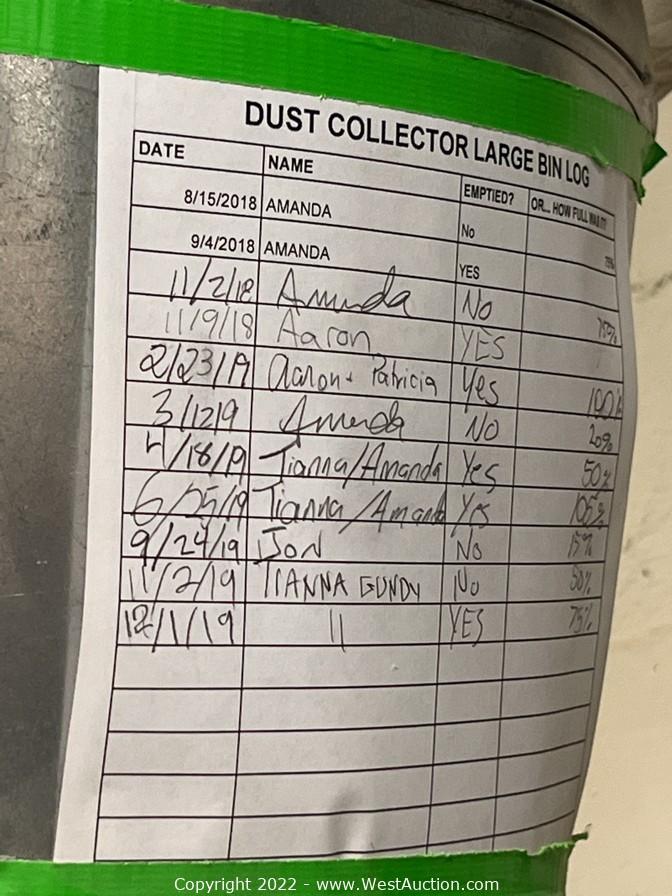 DUST COLLECTOR LARGE BIN LOG
DATE NAME EMPTIED? OR... HOW FULL WAS IT?
8/15/2018 AMANDA No 75%
9/4/2018 AMANDA YES
11/2/18 Amanda NO 75%
11/9/18 Aaron YES
2/23/19 Aaron + Patricia Yes 100%
3/12/19 Amanda NO 20%
4/18/19 Tianna/Amanda Yes 50%
6/25/19 Tianna/Amanda Yes 105%
9/24/19 JON No 15%
11/2/19 TIANNA GUNDY No 50%
12/1/19 11 YES 75%
Copyright 2022 - www.WestAuction.com